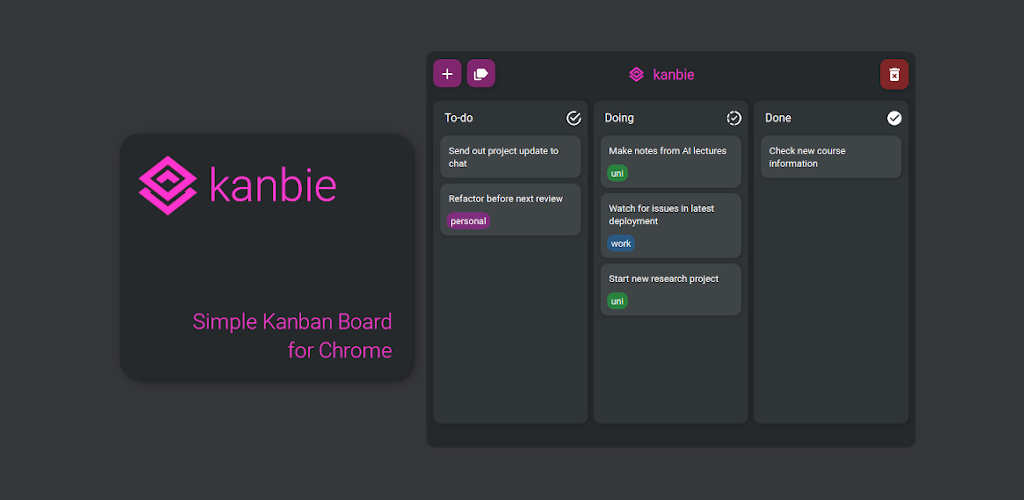 kanbie
Simple Kanban Board
for Chrome
kanbie
To-do
Send out project update to
chat
Refactor before next review
personal
Doing
Make notes from AI lectures
uni
Watch for issues in latest
deployment
work
Start new research project
uni
Done
Check new course
information